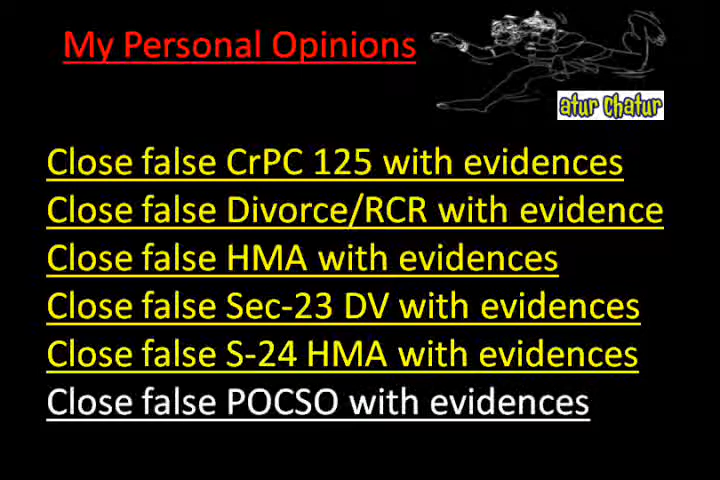 My Personal Opinions
atur chatur
Close false CrPC 125 with evidences
Close false Divorce/RCR with evidence
Close false HMA with evidences
Close false Sec-23 DV with evidences
Close false S-24 HMA with evidences
Close false POCSO with evidences